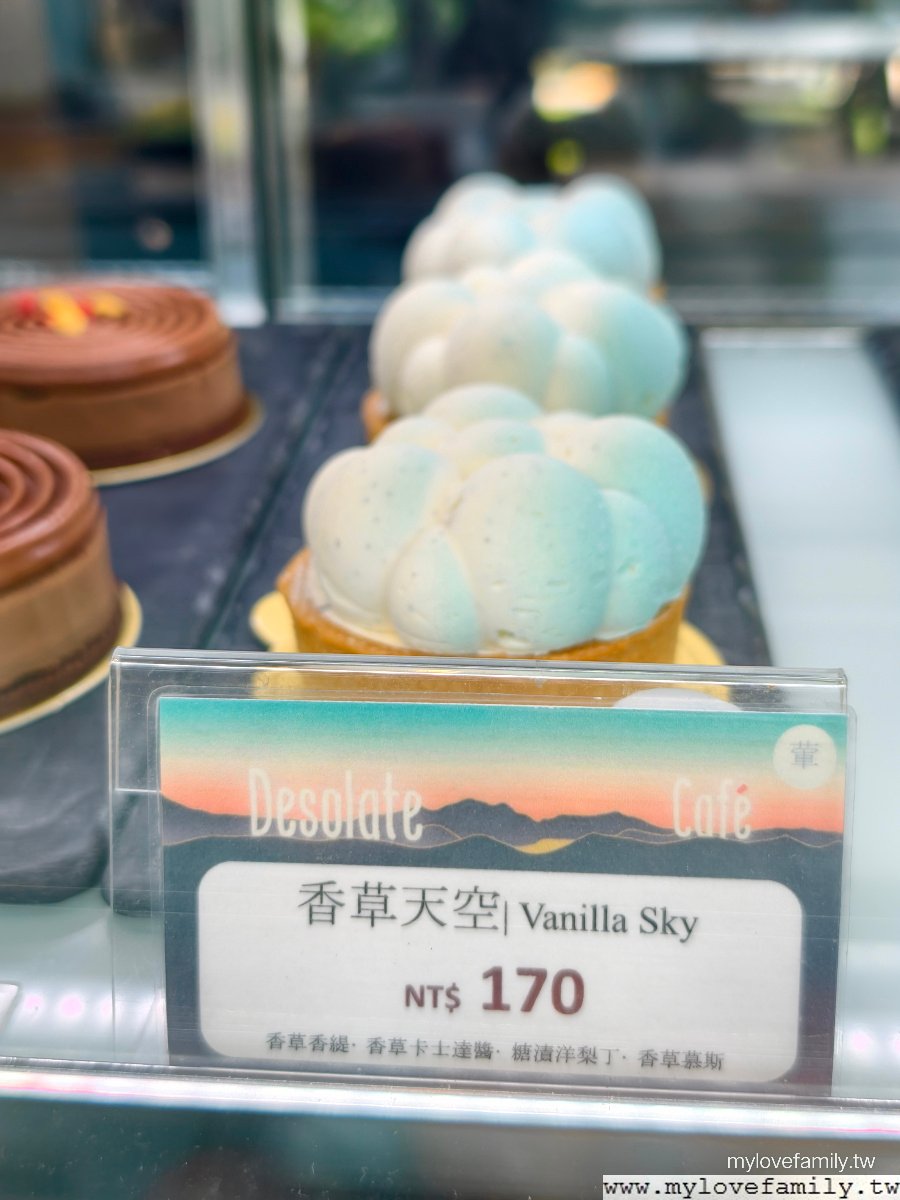 葷
Desolate Café
香草天空| Vanilla Sky
NT$ 170
香草香緹· 香草卡士達醬· 糖漬洋梨丁· 香草慕斯
mylovefamily.tw
www.mylovefamily.tw